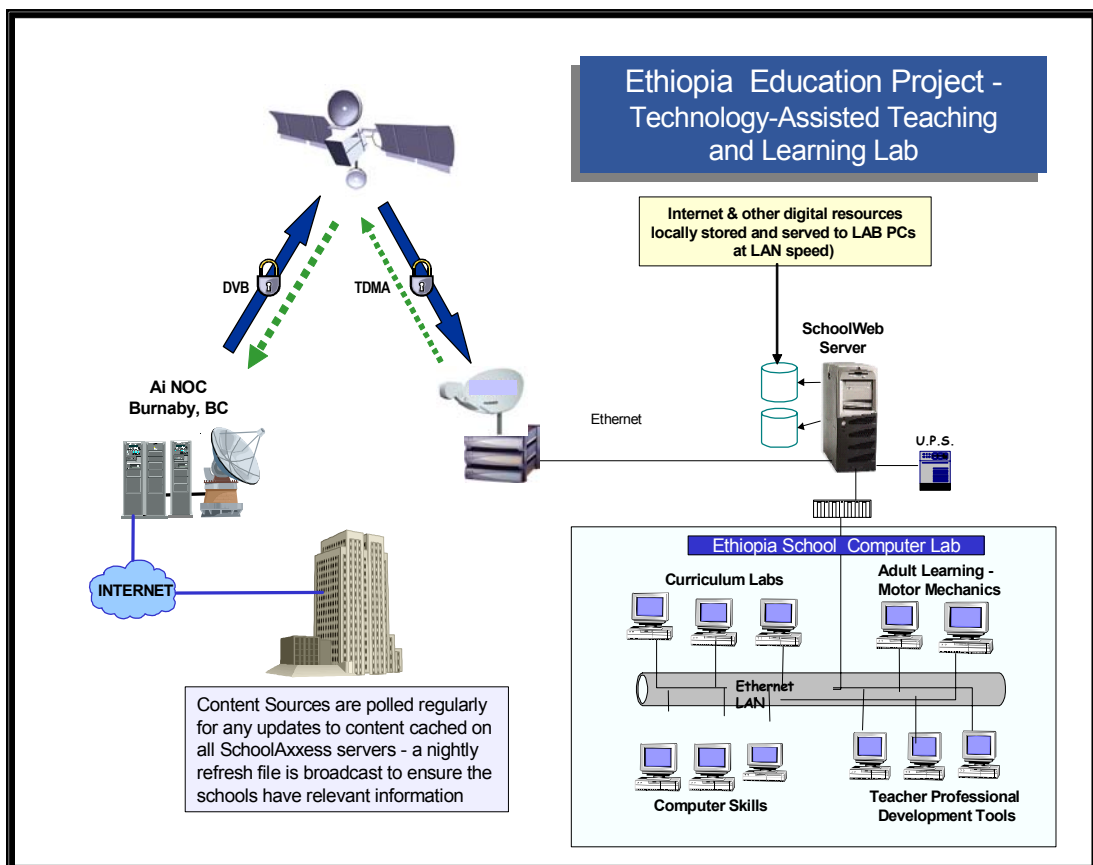 Ethiopia Education Project -
Technology-Assisted Teaching
and Learning Lab
Internet & other digital resources
locally stored and served to LAB PCs
at LAN speed)
DVB
TDMA
SchoolWeb
Server
Ai NOC
Burnaby, BC
Ethernet
U.P.S.
INTERNET
Ethiopia School Computer Lab
Curriculum Labs
Adult Learning -
Motor Mechanics
Ethernet
LAN
Computer Skills
Teacher Professional
Development Tools
Content Sources are polled regularly
for any updates to content cached on
all SchoolAxxess servers - a nightly
refresh file is broadcast to ensure the
schools have relevant information